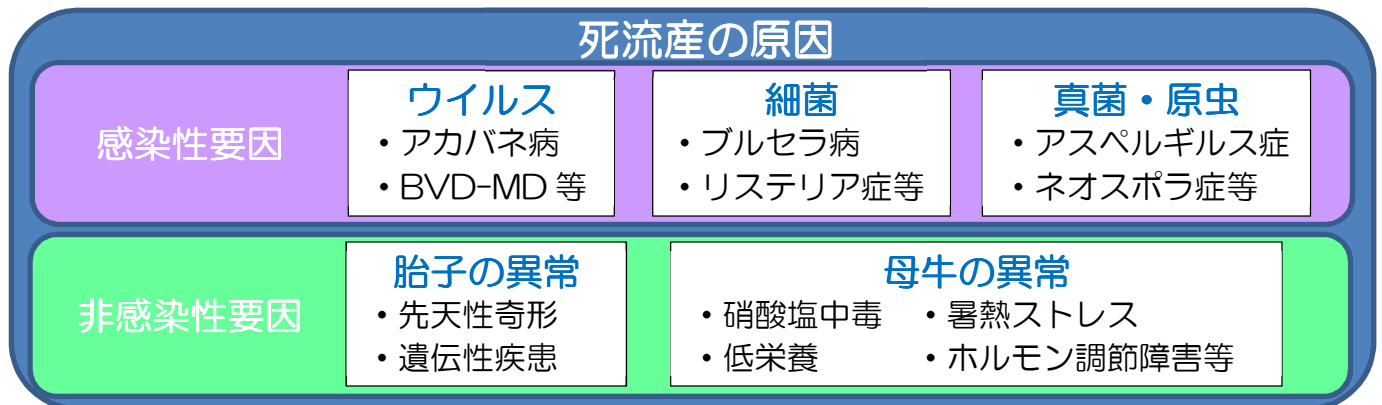 死流産の原因
感染性要因
ウイルス
・アカバネ病
・BVD-MD 等
細菌
・ブルセラ病
・リステリア症等
真菌・原虫
・アスペルギルス症
・ネオスポラ症等
非感染性要因
胎子の異常
・先天性奇形
・遺伝性疾患
母牛の異常
・硝酸塩中毒 ・暑熱ストレス
・低栄養 ・ホルモン調節障害等